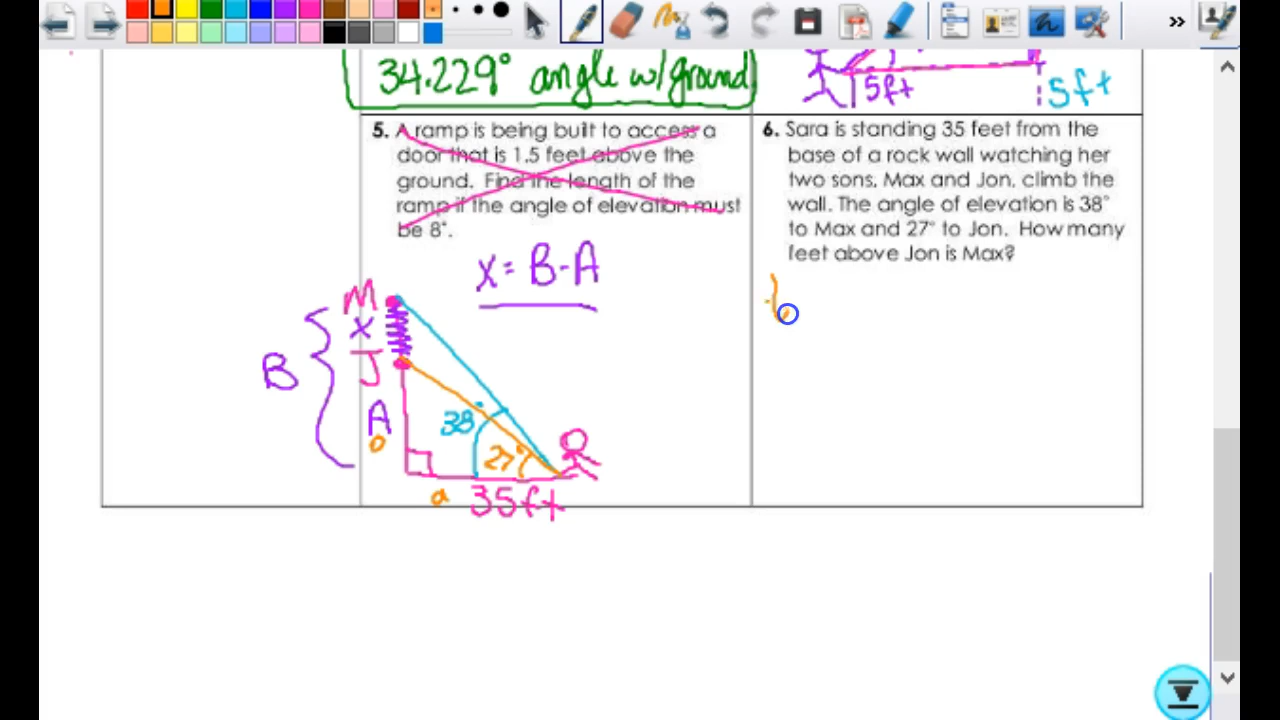 34.229° angle w/ground
5ft
5ft
5. A ramp is being built to access a
door that is 1.5 feet above the
ground. Find the length of the
ramp if the angle of elevation must
be 8°.
6. Sara is standing 35 feet from the
base of a rock wall watching her
two sons, Max and Jon, climb the
wall. The angle of elevation is 38°
to Max and 27° to Jon. How many
feet above Jon is Max?
x = B-A
M
X
J
B
A
o
38°
27°
a
35ft